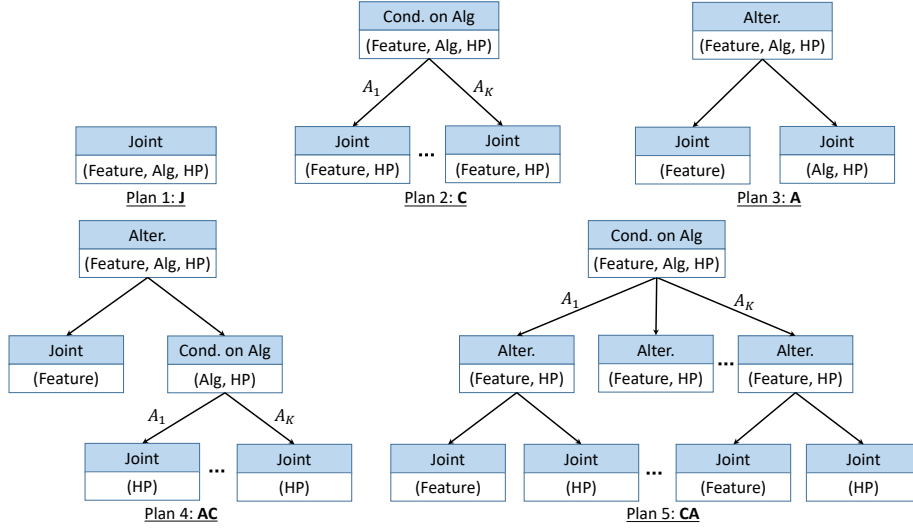 Cond. on Alg
(Feature, Alg, HP)
A₁
A_K
Joint
(Feature, HP)
...
Joint
(Feature, HP)
Plan 2: C
Alter.
(Feature, Alg, HP)
Joint
(Feature)
Joint
(Alg, HP)
Plan 3: A
Joint
(Feature, Alg, HP)
Plan 1: J
Alter.
(Feature, Alg, HP)
Joint
(Feature)
Cond. on Alg
(Alg, HP)
A₁
A_K
Joint
(HP)
...
Joint
(HP)
Plan 4: AC
Cond. on Alg
(Feature, Alg, HP)
A₁
A_K
Alter.
(Feature, HP)
Alter.
(Feature, HP)
...
Alter.
(Feature, HP)
Joint
(Feature)
Joint
(HP)
...
Joint
(Feature)
Joint
(HP)
Plan 5: CA